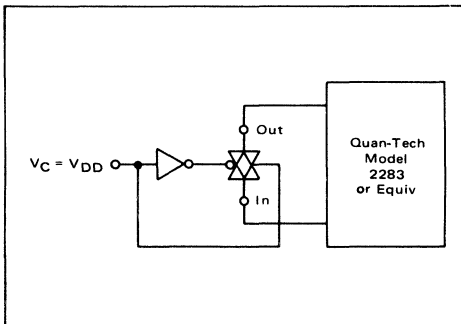 Out
V_C = V_DD
In
Quan-Tech
Model
2283
or Equiv